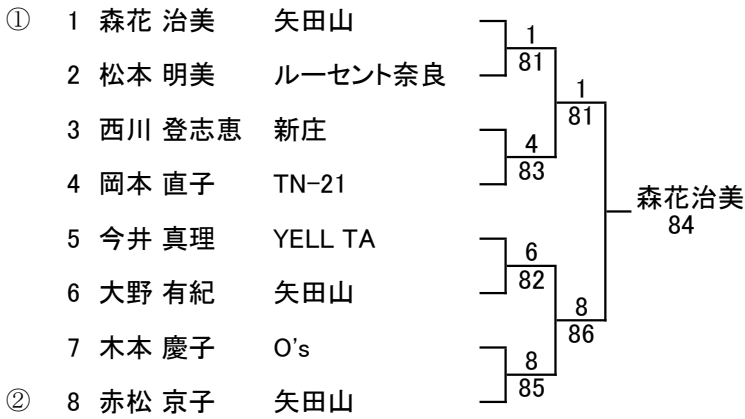 ① 1 森花 治美 矢田山
1
81
2 松本 明美 ルーセント奈良
1
81
3 西川 登志恵 新庄
4
83
4 岡本 直子 TN-21
森花治美
84
5 今井 真理 YELL TA
6
82
6 大野 有紀 矢田山
8
86
7 木本 慶子 O's
8
85
② 8 赤松 京子 矢田山